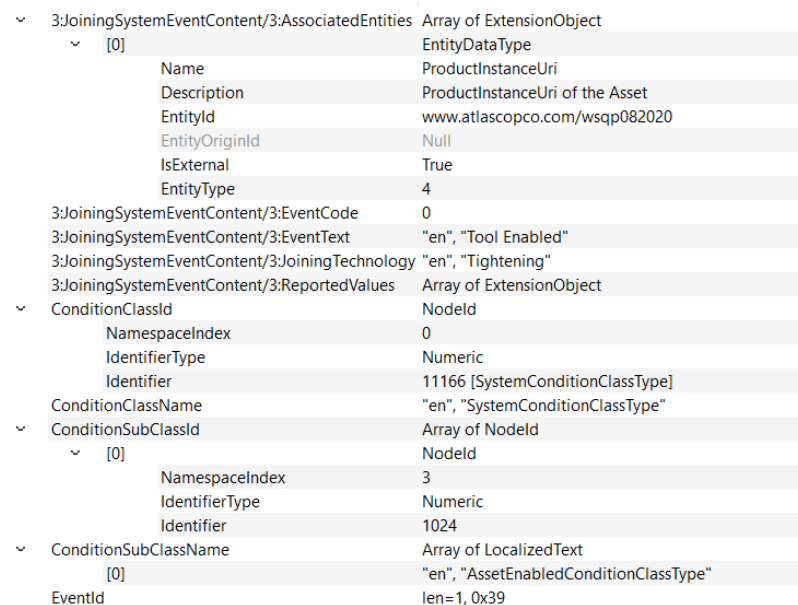 3:JoiningSystemEventContent/3:AssociatedEntities Array of ExtensionObject
[0] EntityDataType
Name ProductInstanceUri
Description ProductInstanceUri of the Asset
EntityId www.atlascopco.com/wsqp082020
EntityOriginId Null
IsExternal True
EntityType 4
3:JoiningSystemEventContent/3:EventCode 0
3:JoiningSystemEventContent/3:EventText "en", "Tool Enabled"
3:JoiningSystemEventContent/3:JoiningTechnology "en", "Tightening"
3:JoiningSystemEventContent/3:ReportedValues Array of ExtensionObject
ConditionClassId NodeId
NamespaceIndex 0
IdentifierType Numeric
Identifier 11166 [SystemConditionClassType]
ConditionClassName "en", "SystemConditionClassType"
ConditionSubClassId Array of NodeId
[0] NodeId
NamespaceIndex 3
IdentifierType Numeric
Identifier 1024
ConditionSubClassName Array of LocalizedText
[0] "en", "AssetEnabledConditionClassType"
EventId len=1, 0x39